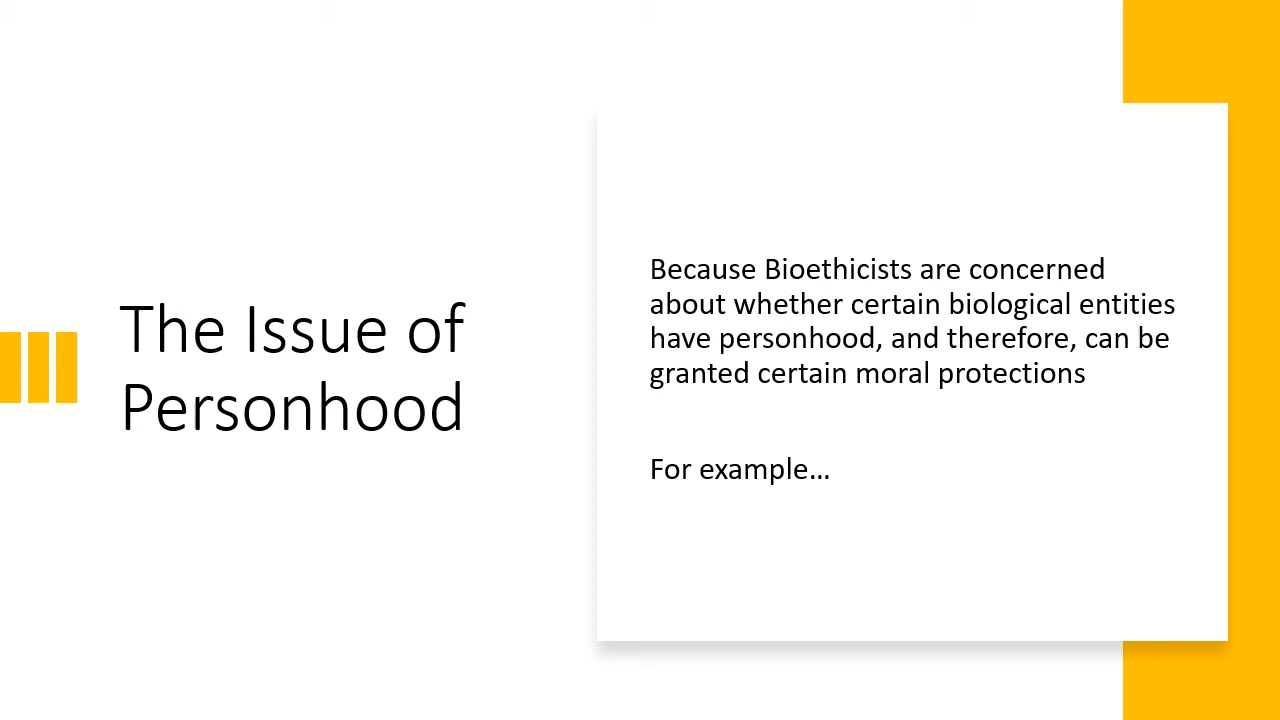 The Issue of
Personhood
Because Bioethicists are concerned
about whether certain biological entities
have personhood, and therefore, can be
granted certain moral protections
For example…